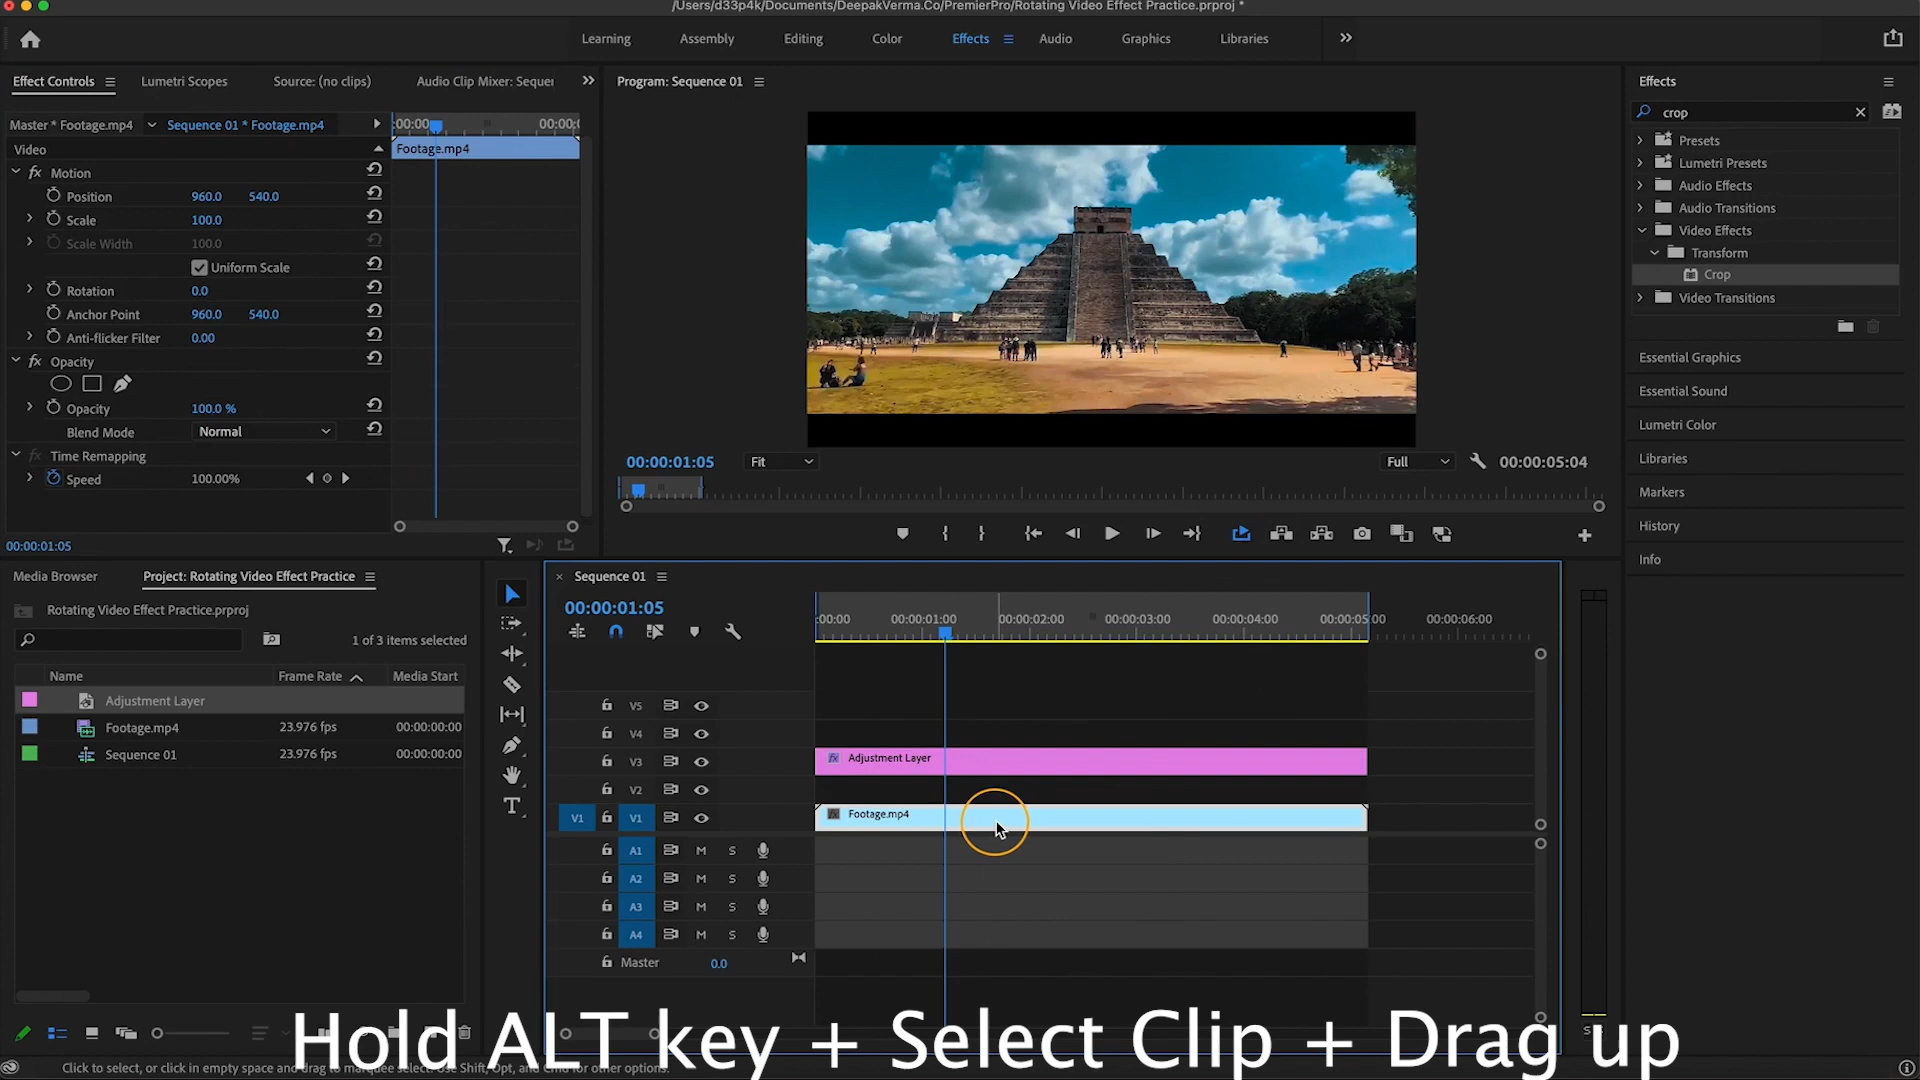 /Users/d33p4k/Documents/DeepakVerma.Co/PremierPro/Rotating Video Effect Practice.prproj *
Learning Assembly Editing Color Effects Audio Graphics Libraries
Effect Controls Lumetri Scopes Source: (no clips) Audio Clip Mixer: Sequer
Program: Sequence 01
Effects
Master * Footage.mp4 Sequence 01 * Footage.mp4
:00:00 00:00:(
Video
Footage.mp4
fx Motion
Position 960.0 540.0
Scale 100.0
Scale Width 100.0
Uniform Scale
Rotation 0.0
Anchor Point 960.0 540.0
Anti-flicker Filter 0.00
fx Opacity
Opacity 100.0 %
Blend Mode Normal
fx Time Remapping
Speed 100.00%
00:00:01:05
00:00:01:05 Fit Full 00:00:05:04
crop
Presets
Lumetri Presets
Audio Effects
Audio Transitions
Video Effects
Transform
Crop
Video Transitions
Essential Graphics
Essential Sound
Lumetri Color
Libraries
Markers
History
Info
Media Browser Project: Rotating Video Effect Practice
Rotating Video Effect Practice.prproj
1 of 3 items selected
Name Frame Rate Media Start
Adjustment Layer
Footage.mp4 23.976 fps 00:00:00:00
Sequence 01 23.976 fps 00:00:00:00
× Sequence 01
00:00:01:05
:00:00 00:00:01:00 00:00:02:00 00:00:03:00 00:00:04:00 00:00:05:00 00:00:06:00
V5
V4
V3 fx Adjustment Layer
V2
V1 V1 fx Footage.mp4
A1 M S
A2 M S
A3 M S
A4 M S
Master 0.0
Hold ALT key + Select Clip + Drag up
Click to select, or click in empty space and drag to marquee select. Use Shift, Opt, and Cmd for other options.